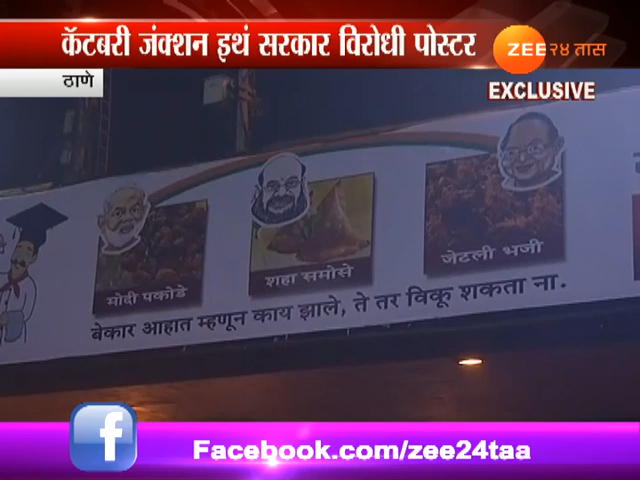 कॅटबरी जंक्शन इथं सरकार विरोधी पोस्टर
ZEE २४ तास
ठाणे
EXCLUSIVE
मोदी पकोडे
शहा समोसे
जेटली भजी
बेकार आहात म्हणून काय झाले, ते तर विकू शकता ना.
f
Facebook.com/zee24taa